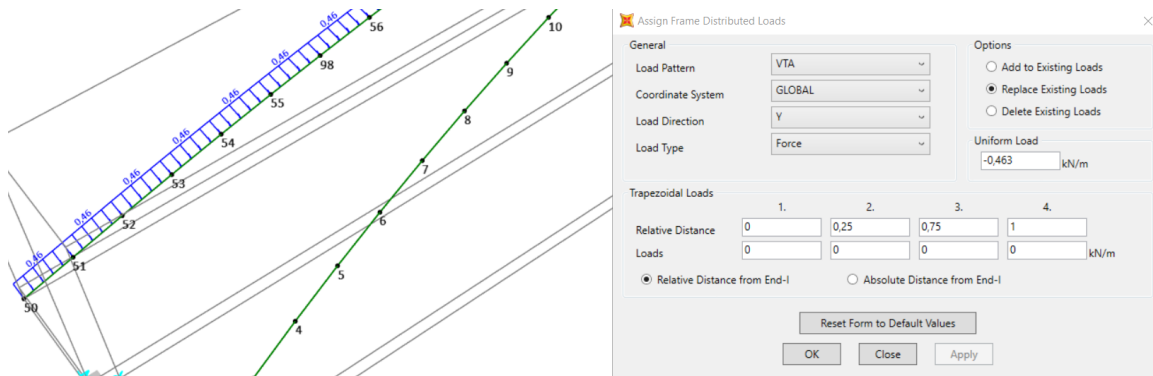 0,46
56
10
0,46
98
9
0,46
55
8
0,46
54
7
0,46
53
6
0,46
52
5
0,46
51
4
50
Assign Frame Distributed Loads
General
Load Pattern VTA
Coordinate System GLOBAL
Load Direction Y
Load Type Force
Options
Add to Existing Loads
Replace Existing Loads
Delete Existing Loads
Uniform Load
-0,463 kN/m
Trapezoidal Loads
1. 2. 3. 4.
Relative Distance 0 0,25 0,75 1
Loads 0 0 0 0 kN/m
Relative Distance from End-I Absolute Distance from End-I
Reset Form to Default Values
OK Close Apply